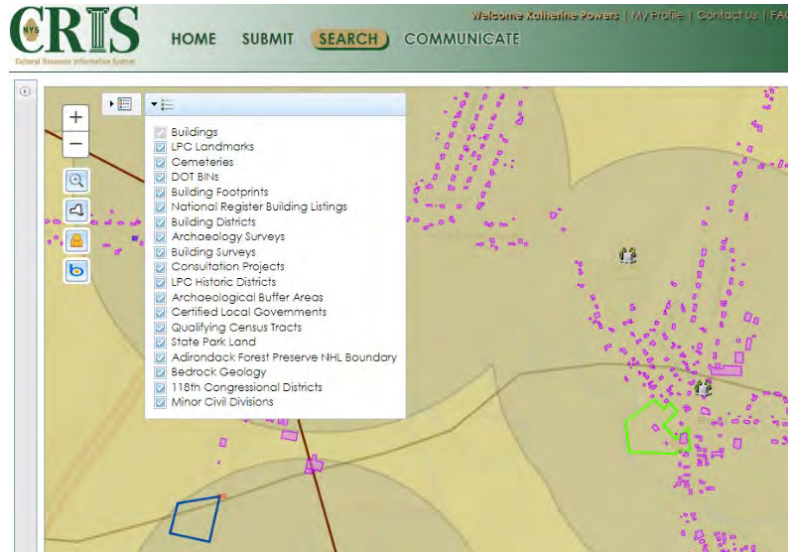 Welcome Katherine Powers | My Profile | Contact Us | FAQ
NYS
CRIS
Cultural Resource Information System
HOME SUBMIT SEARCH COMMUNICATE
+
−
Buildings
LPC Landmarks
Cemeteries
DOT BINs
Building Footprints
National Register Building Listings
Building Districts
Archaeology Surveys
Building Surveys
Consultation Projects
LPC Historic Districts
Archaeological Buffer Areas
Certified Local Governments
Qualifying Census Tracts
State Park Land
Adirondack Forest Preserve NHL Boundary
Bedrock Geology
118th Congressional Districts
Minor Civil Divisions